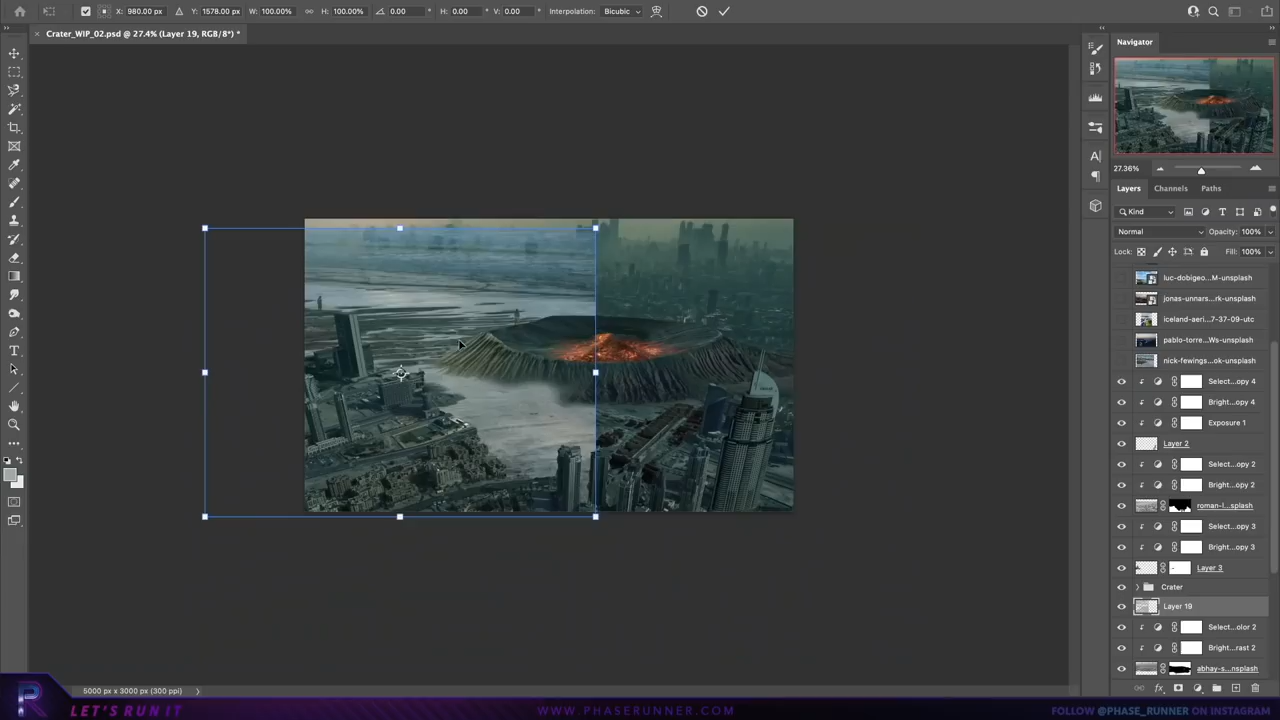 X: 980.00 px Y: 1578.00 px W: 100.00% H: 100.00% 0.00 ° H: 0.00 ° V: 0.00 ° Interpolation: Bicubic
Crater_WIP_02.psd @ 27.4% (Layer 19, RGB/8*) *
Navigator
27.36%
Layers Channels Paths
Kind
Normal Opacity: 100%
Lock: Fill: 100%
luc-dobigeo...M-unsplash
jonas-unnars...rk-unsplash
iceland-aeri...7-37-09-utc
pablo-torre...Ws-unsplash
nick-fewings...ok-unsplash
Select...opy 4
Bright...opy 4
Exposure 1
Layer 2
Select...opy 2
Bright...opy 2
roman-l...splash
Select...opy 3
Bright...opy 3
Layer 3
Crater
Layer 19
Select...olor 2
Bright...rast 2
abhay-s...nsplash
5000 px x 3000 px (300 ppi)
R LET'S RUN IT WWW.PHASERUNNER.COM FOLLOW @PHASE_RUNNER ON INSTAGRAM